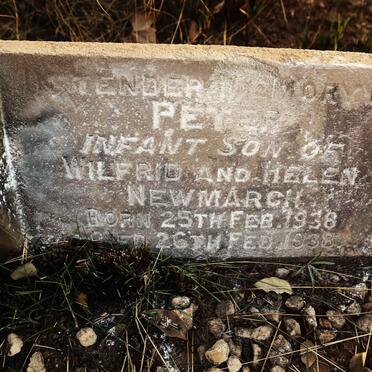 TENDER MEMORY
PETER
INFANT SON OF
WILFRID AND HELEN
NEWMARCH
BORN 25TH FEB. 1938
DIED 26TH FEB. 1938